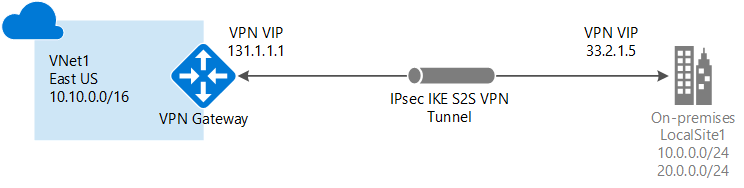 VNet1
East US
10.10.0.0/16
VPN VIP
131.1.1.1
VPN Gateway
IPsec IKE S2S VPN
Tunnel
VPN VIP
33.2.1.5
On-premises
LocalSite1
10.0.0.0/24
20.0.0.0/24